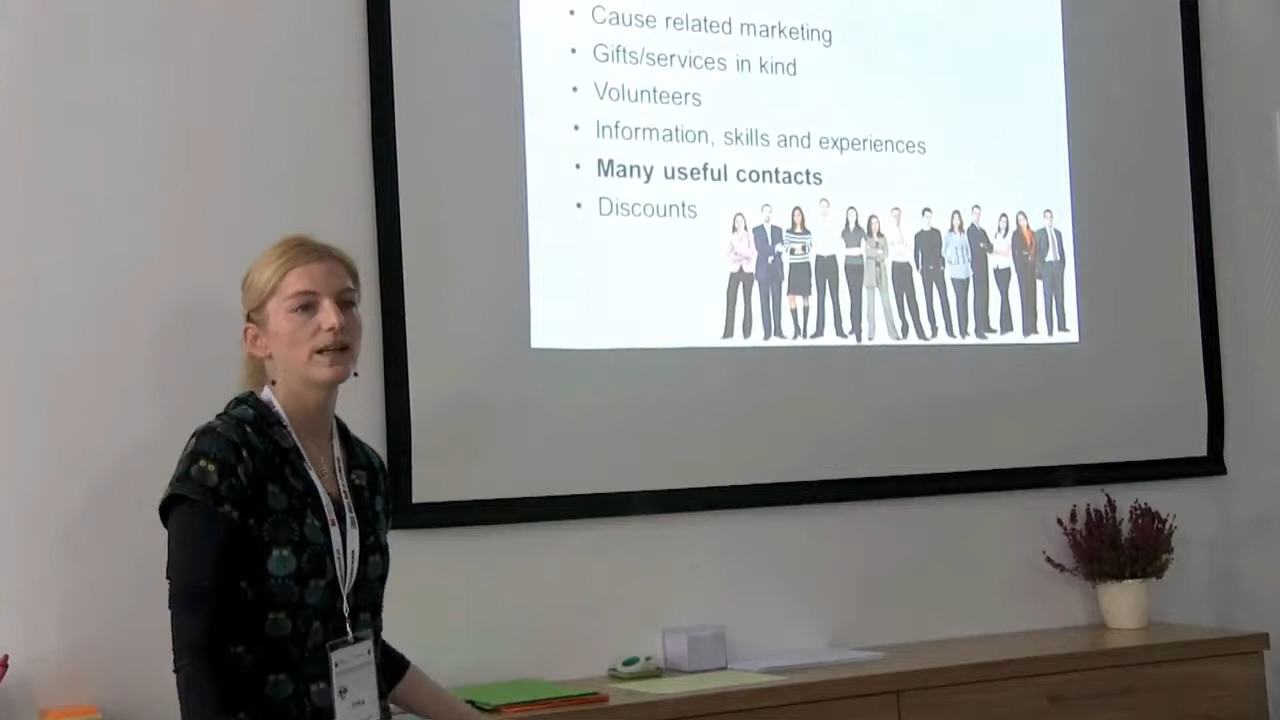 • Cause related marketing
• Gifts/services in kind
• Volunteers
• Information, skills and experiences
• Many useful contacts
• Discounts